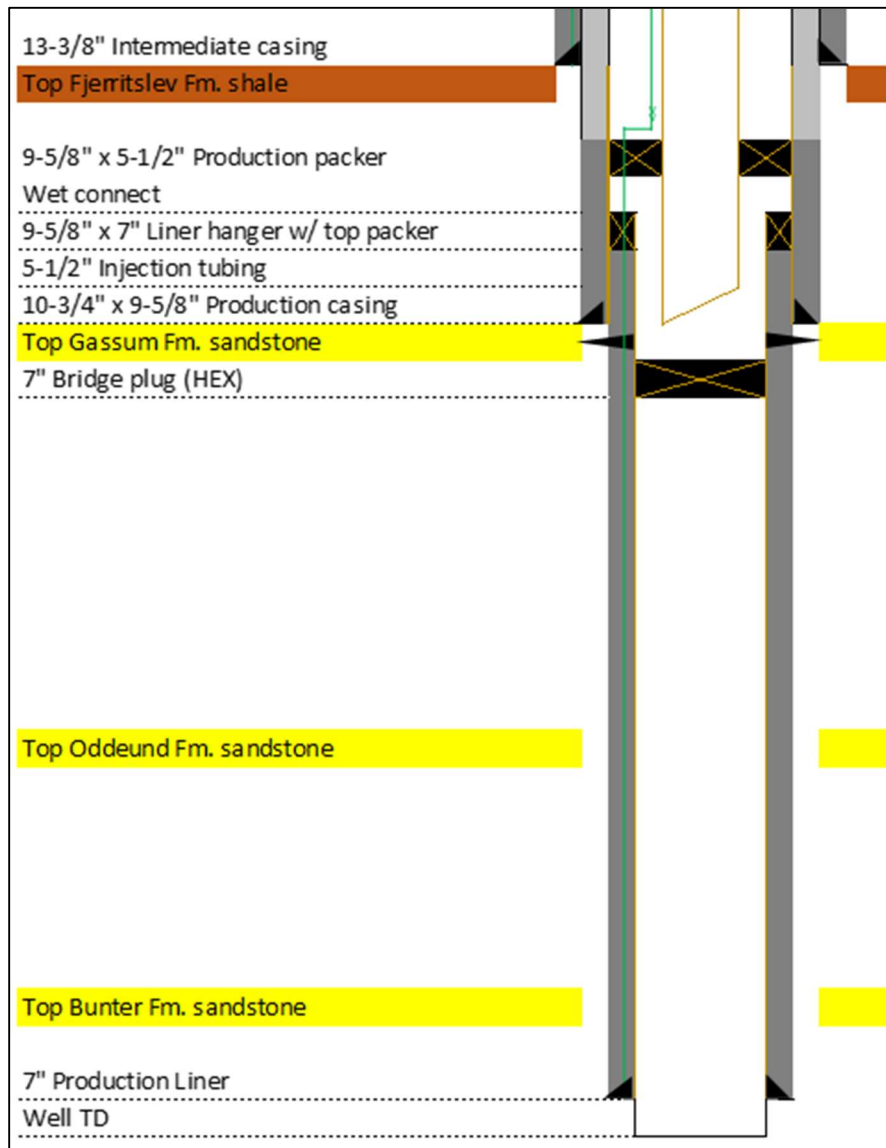 13-3/8" Intermediate casing
Top Fjerritslev Fm. shale
9-5/8" x 5-1/2" Production packer
Wet connect
9-5/8" x 7" Liner hanger w/ top packer
5-1/2" Injection tubing
10-3/4" x 9-5/8" Production casing
Top Gassum Fm. sandstone
7" Bridge plug (HEX)
Top Oddeund Fm. sandstone
Top Bunter Fm. sandstone
7" Production Liner
Well TD